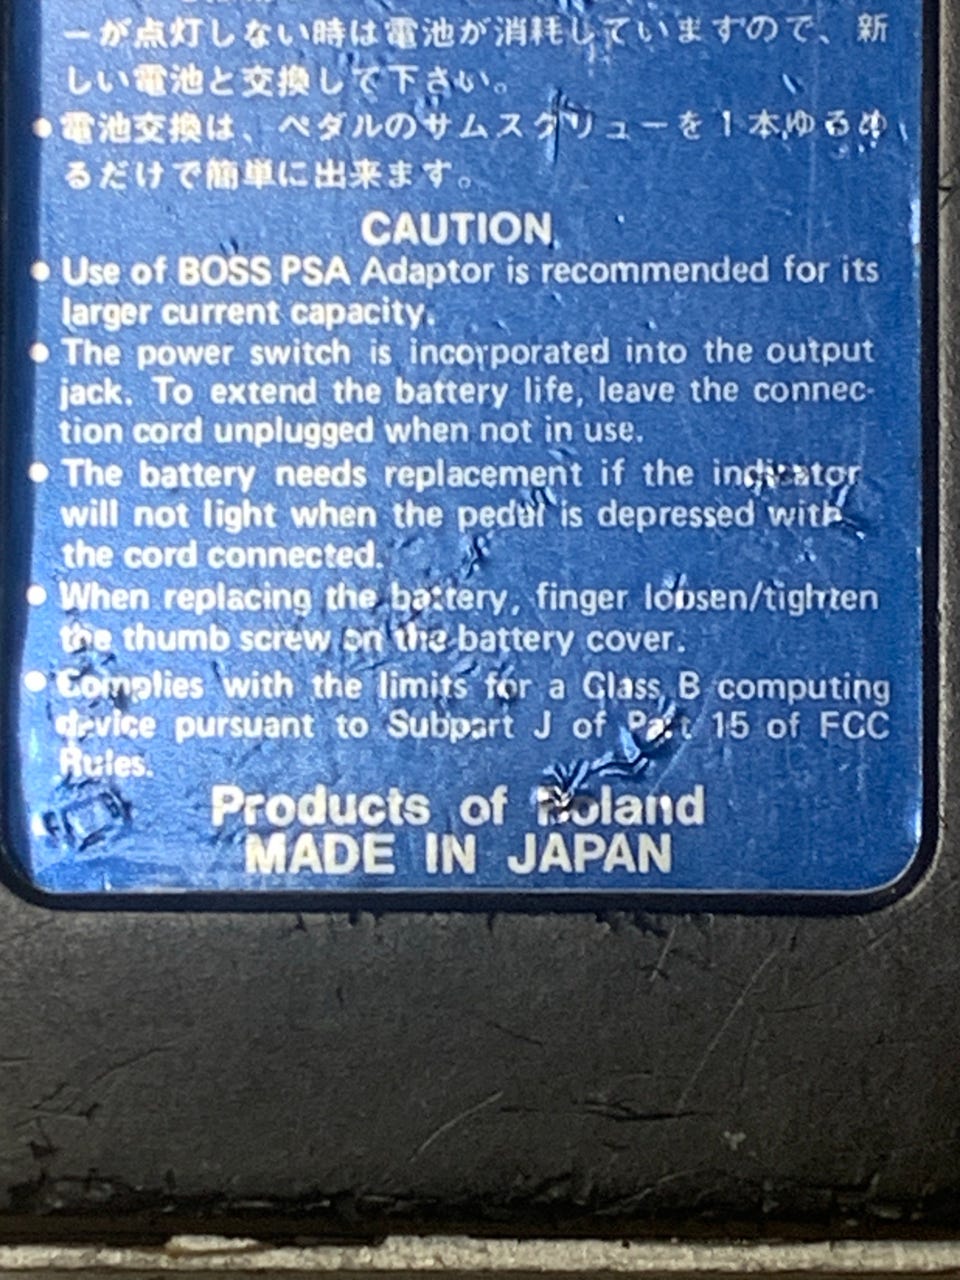 ーが点灯しない時は電池が消耗していますので、新
しい電池と交換して下さい。
● 電池交換は、ペダルのサムスクリューを1本ゆるゆ
るだけで簡単に出来ます。
CAUTION
● Use of BOSS PSA Adaptor is recommended for its
larger current capacity.
● The power switch is incorporated into the output
jack. To extend the battery life, leave the connec-
tion cord unplugged when not in use.
● The battery needs replacement if the indicator
will not light when the pedal is depressed with
the cord connected.
● When replacing the battery, finger loosen/tighten
the thumb screw on the battery cover.
● Complies with the limits for a Class B computing
device pursuant to Subpart J of Part 15 of FCC
Rules.
Products of Roland
MADE IN JAPAN